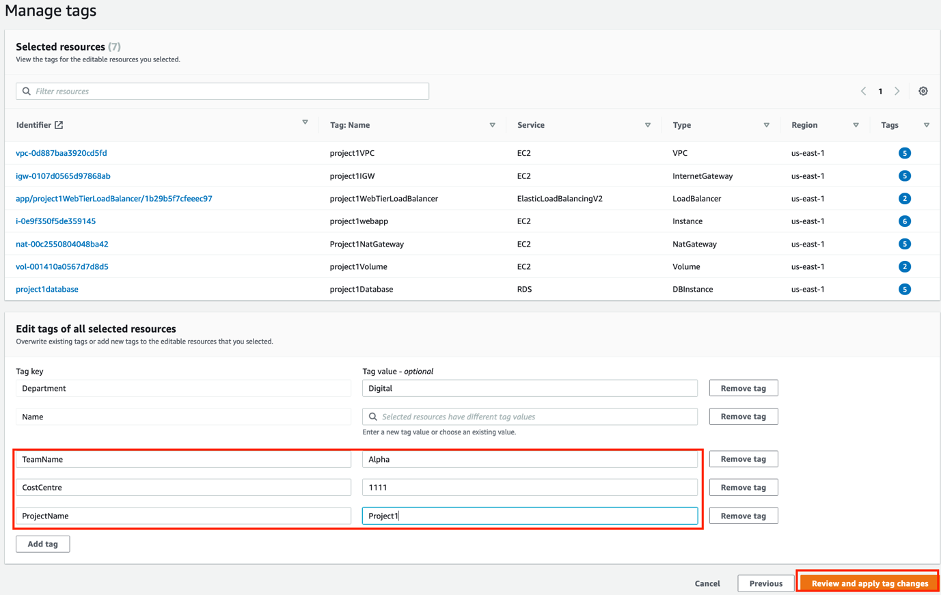 Manage tags
Selected resources (7)
View the tags for the editable resources you selected.
Filter resources
1
Identifier Tag: Name Service Type Region Tags
vpc-0d887baa3920cd5fd project1VPC EC2 VPC us-east-1 5
igw-0107d0565d97868ab project1IGW EC2 InternetGateway us-east-1 5
app/project1WebTierLoadBalancer/1b29b5f7cfeeec97 project1WebTierLoadBalancer ElasticLoadBalancingV2 LoadBalancer us-east-1 2
i-0e9f350f5de359145 project1webapp EC2 Instance us-east-1 6
nat-00c2550804048ba42 Project1NatGateway EC2 NatGateway us-east-1 5
vol-001410a0567d7d8d5 project1Volume EC2 Volume us-east-1 2
project1database project1Database RDS DBInstance us-east-1 5
Edit tags of all selected resources
Overwrite existing tags or add new tags to the editable resources that you selected.
Tag key Tag value - optional
Department Digital Remove tag
Name Selected resources have different tag values Remove tag
Enter a new tag value or choose an existing value.
TeamName Alpha Remove tag
CostCentre 1111 Remove tag
ProjectName Project1 Remove tag
Add tag
Cancel Previous Review and apply tag changes